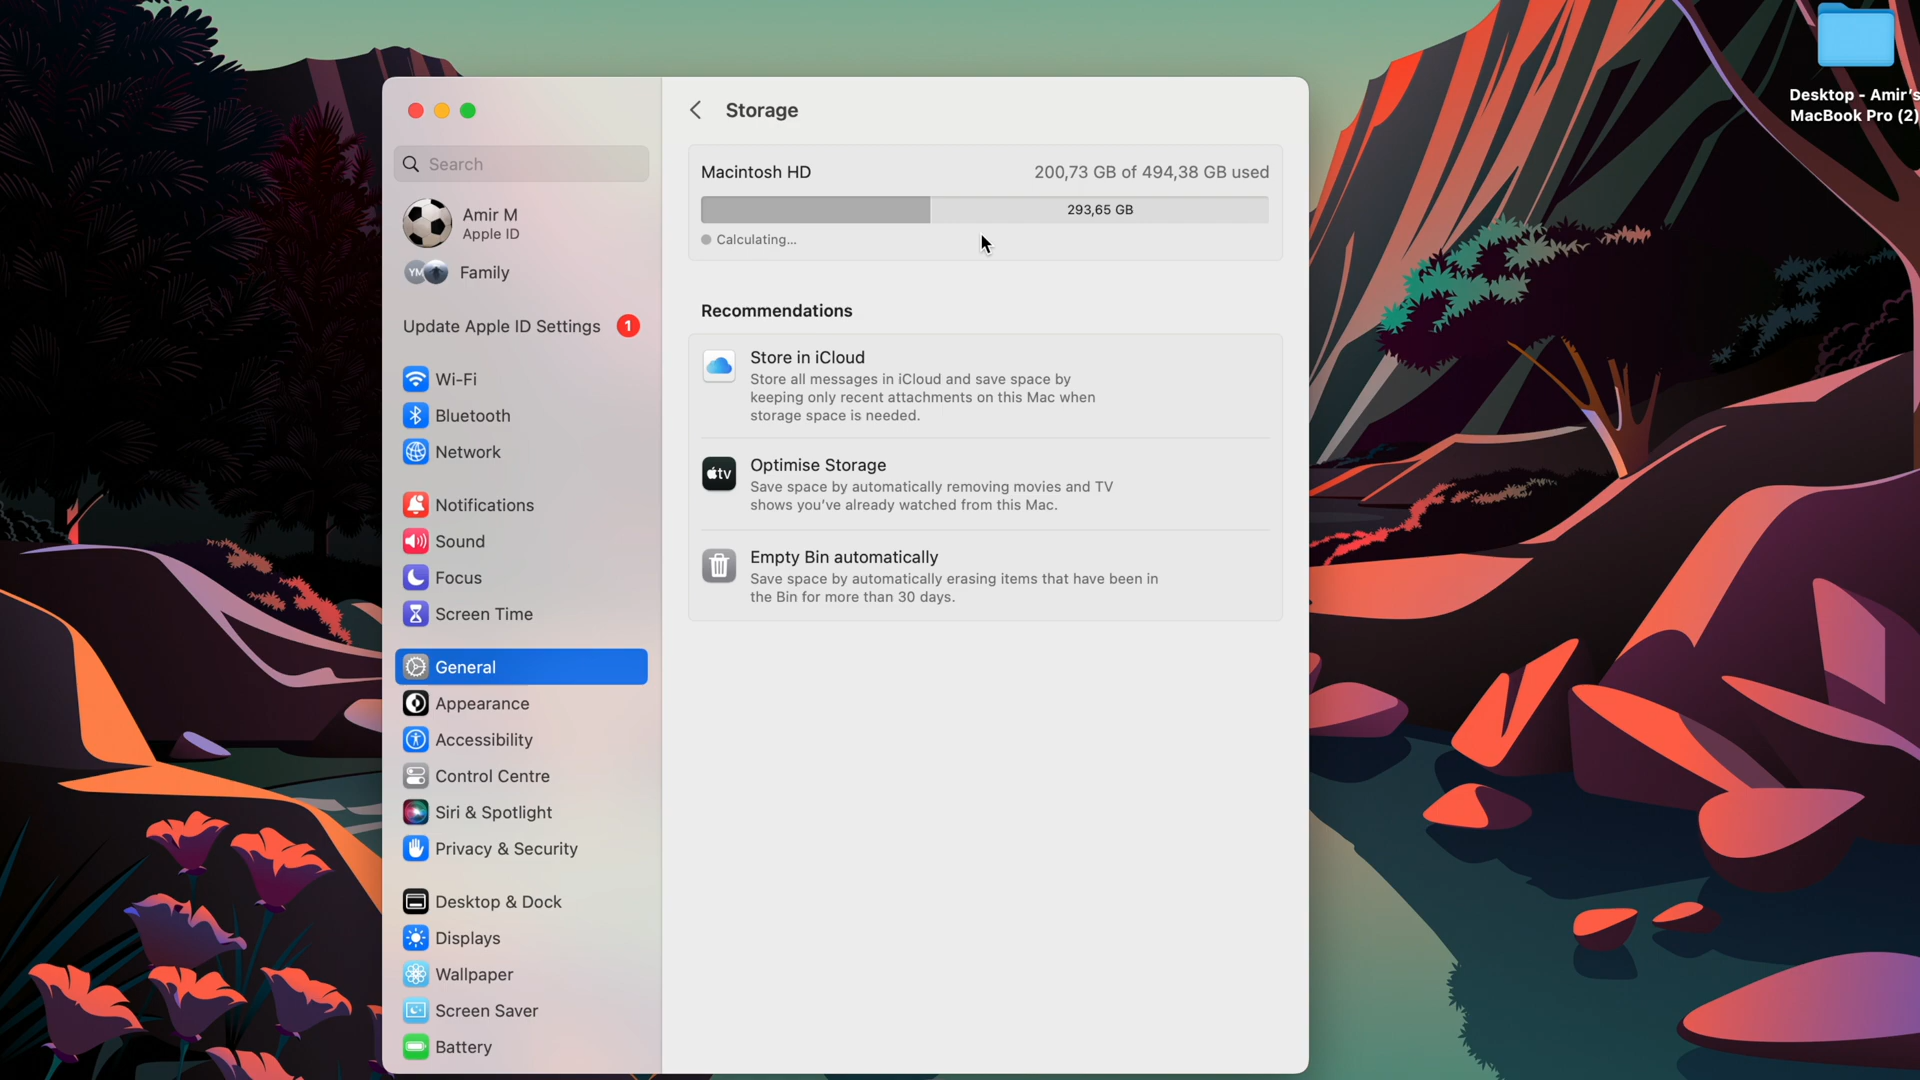 Desktop - Amir's
MacBook Pro (2)
Search
Amir M
Apple ID
YM
Family
Update Apple ID Settings 1
Wi-Fi
Bluetooth
Network
Notifications
Sound
Focus
Screen Time
General
Appearance
Accessibility
Control Centre
Siri & Spotlight
Privacy & Security
Desktop & Dock
Displays
Wallpaper
Screen Saver
Battery
Storage
Macintosh HD 200,73 GB of 494,38 GB used
293,65 GB
Calculating...
Recommendations
Store in iCloud
Store all messages in iCloud and save space by
keeping only recent attachments on this Mac when
storage space is needed.
tv
Optimise Storage
Save space by automatically removing movies and TV
shows you've already watched from this Mac.
Empty Bin automatically
Save space by automatically erasing items that have been in
the Bin for more than 30 days.